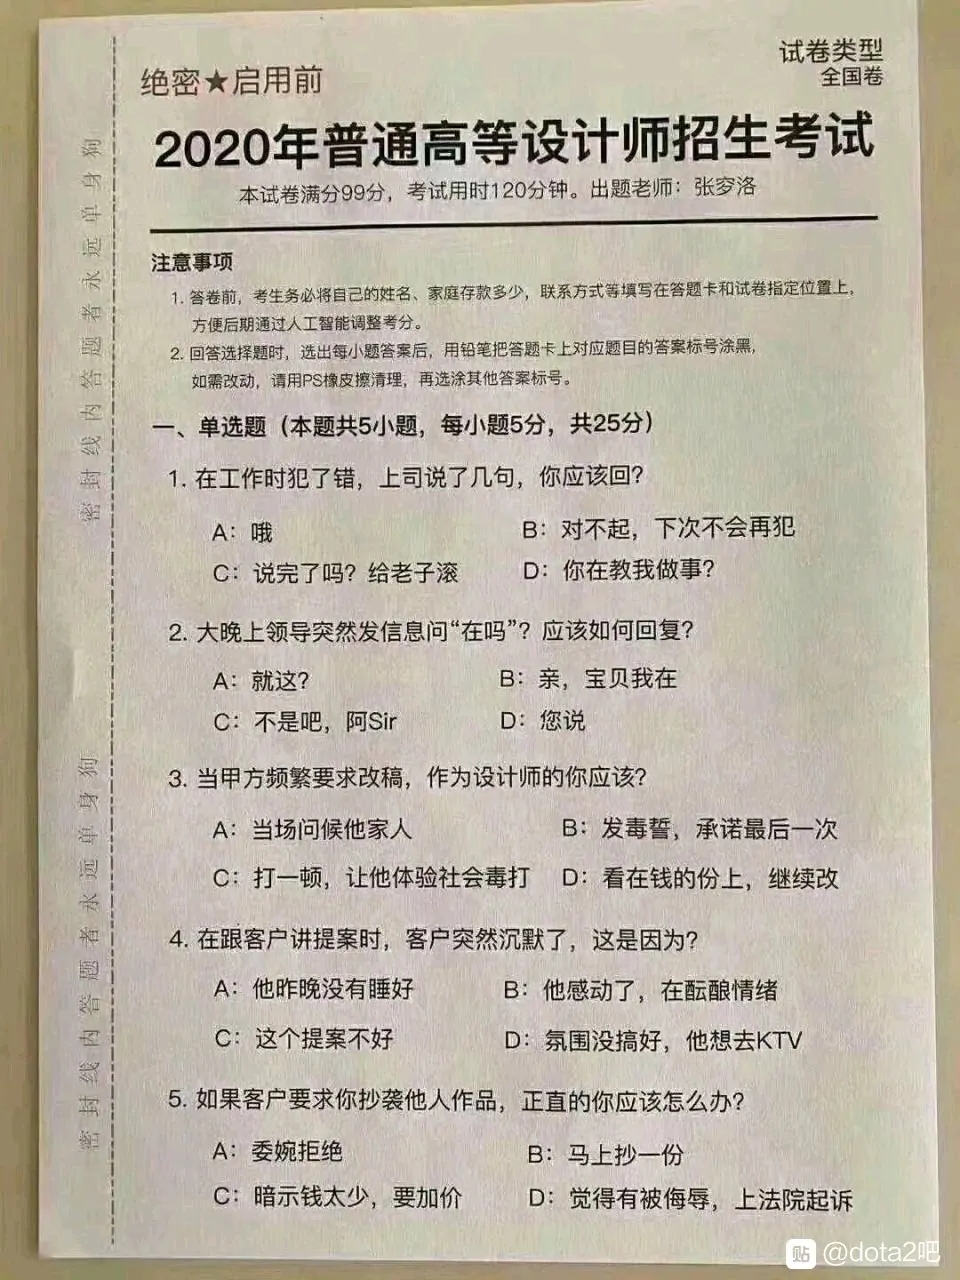 试卷类型
全国卷
绝密★启用前
2020年普通高等设计师招生考试
本试卷满分99分，考试用时120分钟。出题老师：张穸洛
注意事项
1. 答卷前，考生务必将自己的姓名、家庭存款多少，联系方式等填写在答题卡和试卷指定位置上，
方便后期通过人工智能调整考分。
2. 回答选择题时，选出每小题答案后，用铅笔把答题卡上对应题目的答案标号涂黑，
如需改动，请用PS橡皮擦清理，再选涂其他答案标号。
一、单选题（本题共5小题，每小题5分，共25分）
1. 在工作时犯了错，上司说了几句，你应该回？
A：哦 B：对不起，下次不会再犯
C：说完了吗？给老子滚 D：你在教我做事？
2. 大晚上领导突然发信息问“在吗”？应该如何回复？
A：就这？ B：亲，宝贝我在
C：不是吧，阿Sir D：您说
3. 当甲方频繁要求改稿，作为设计师的你应该？
A：当场问候他家人 B：发毒誓，承诺最后一次
C：打一顿，让他体验社会毒打 D：看在钱的份上，继续改
4. 在跟客户讲提案时，客户突然沉默了，这是因为？
A：他昨晚没有睡好 B：他感动了，在酝酿情绪
C：这个提案不好 D：氛围没搞好，他想去KTV
5. 如果客户要求你抄袭他人作品，正直的你应该怎么办？
A：委婉拒绝 B：马上抄一份
C：暗示钱太少，要加价 D：觉得有被侮辱，上法院起诉
密封线内答题者永远单身狗
密封线内答题者永远单身狗
贴 @dota2吧